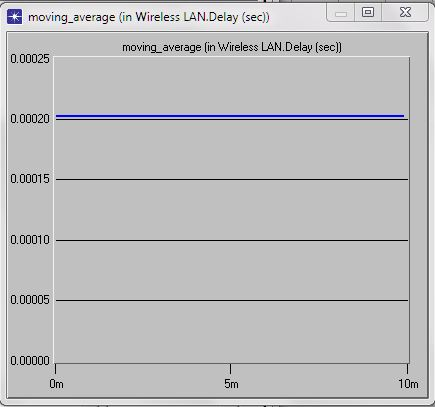 moving_average (in Wireless LAN.Delay (sec))
moving_average (in Wireless LAN.Delay (sec))
0.00025
0.00020
0.00015
0.00010
0.00005
0.00000
0m 5m 10m